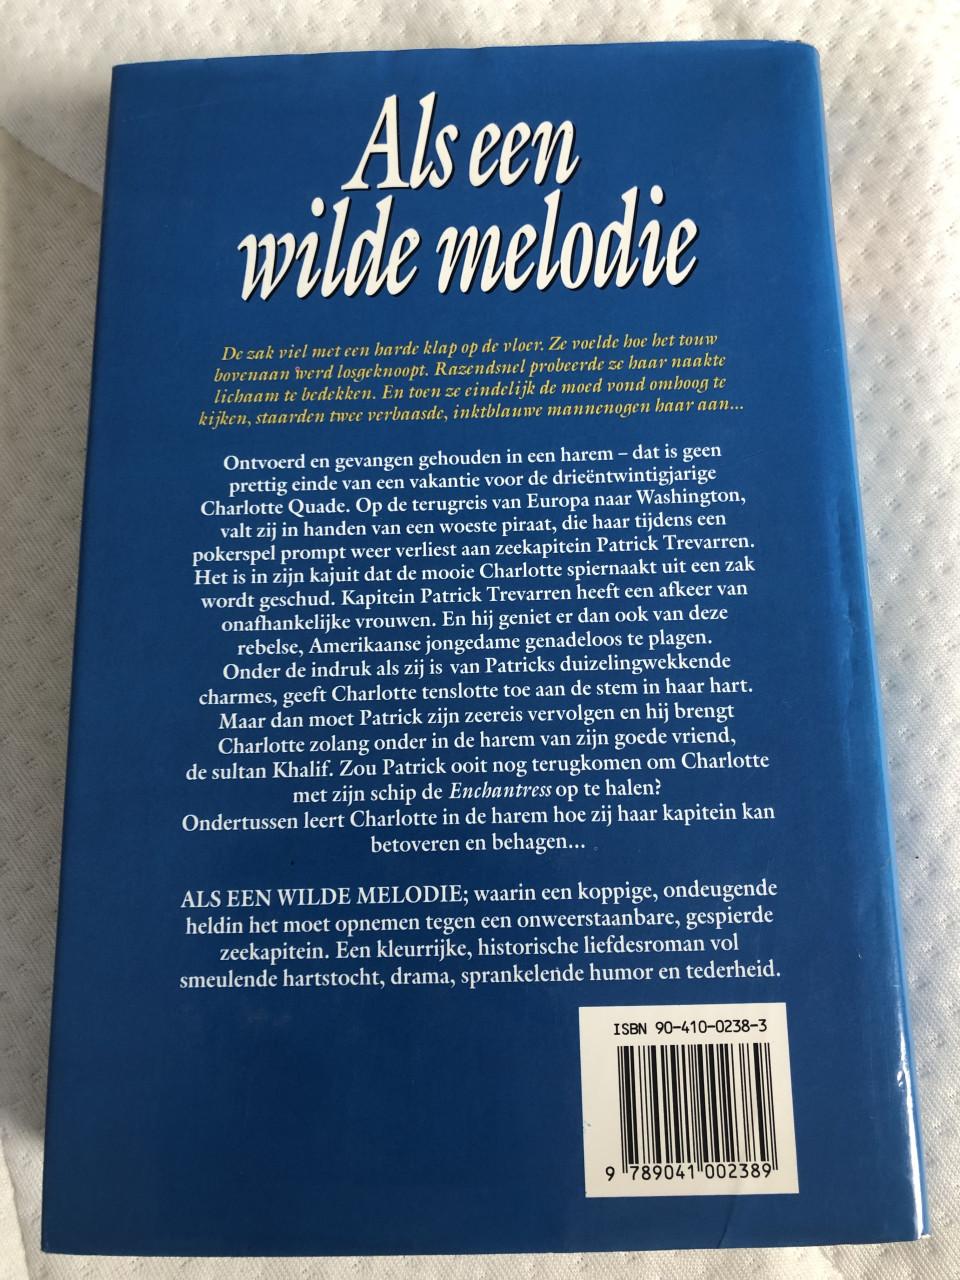 Als een
wilde melodie
De zak viel met een harde klap op de vloer. Ze voelde hoe het touw
bovenaan werd losgeknoopt. Razendsnel probeerde ze haar naakte
lichaam te bedekken. En toen ze eindelijk de moed vond omhoog te
kijken, staarden twee verbaasde, inktblauwe mannenogen haar aan...
Ontvoerd en gevangen gehouden in een harem – dat is geen
prettig einde van een vakantie voor de drieëntwintigjarige
Charlotte Quade. Op de terugreis van Europa naar Washington,
valt zij in handen van een woeste piraat, die haar tijdens een
pokerspel prompt weer verliest aan zeekapitein Patrick Trevarren.
Het is in zijn kajuit dat de mooie Charlotte spiernaakt uit een zak
wordt geschud. Kapitein Patrick Trevarren heeft een afkeer van
onafhankelijke vrouwen. En hij geniet er dan ook van deze
rebelse, Amerikaanse jongedame genadeloos te plagen.
Onder de indruk als zij is van Patricks duizelingwekkende
charmes, geeft Charlotte tenslotte toe aan de stem in haar hart.
Maar dan moet Patrick zijn zeereis vervolgen en hij brengt
Charlotte zolang onder in de harem van zijn goede vriend,
de sultan Khalif. Zou Patrick ooit nog terugkomen om Charlotte
met zijn schip de Enchantress op te halen?
Ondertussen leert Charlotte in de harem hoe zij haar kapitein kan
betoveren en behagen...
ALS EEN WILDE MELODIE; waarin een koppige, ondeugende
heldin het moet opnemen tegen een onweerstaanbare, gespierde
zeekapitein. Een kleurrijke, historische liefdesroman vol
smeulende hartstocht, drama, sprankelende humor en tederheid.
ISBN 90-410-0238-3
9 789041 002389